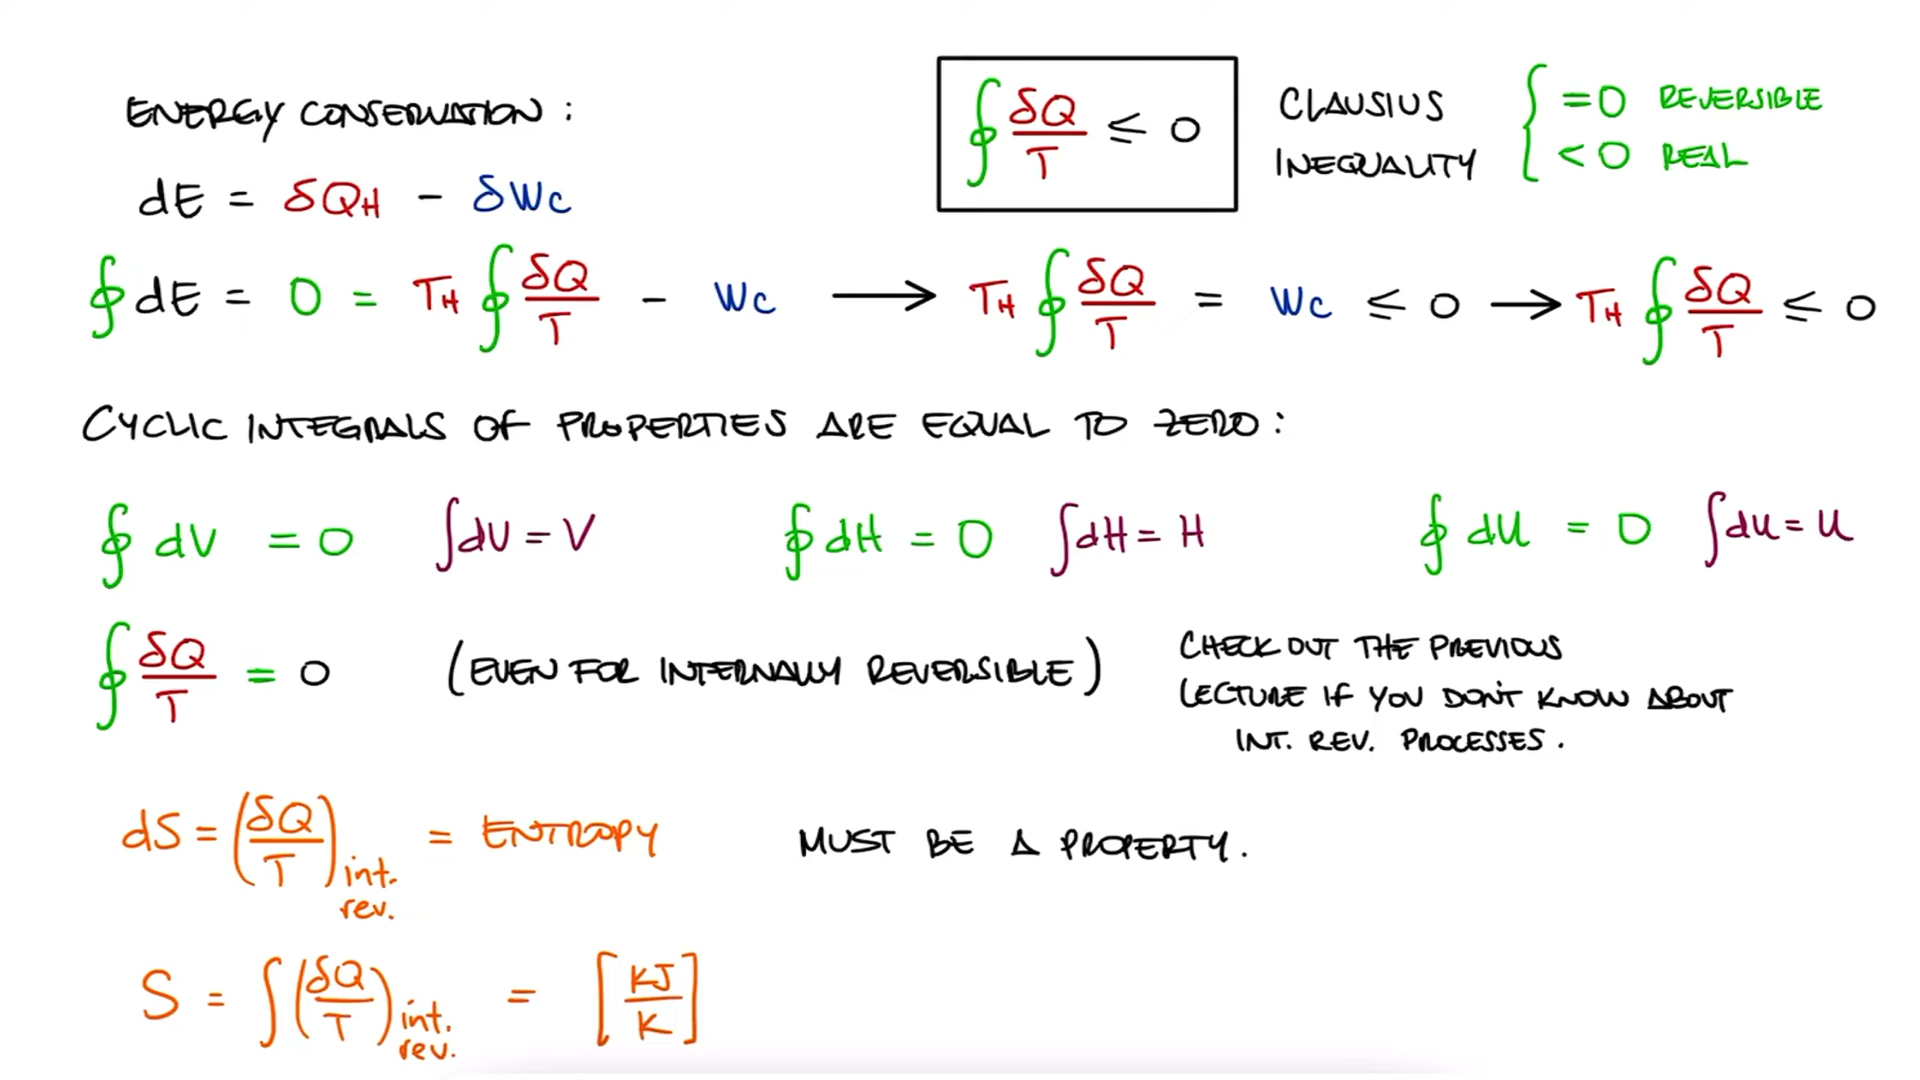 ENERGY CONSERVATION :
∮ δQ/T ≤ 0
CLAUSIUS
INEQUALITY
{ = 0 REVERSIBLE
< 0 REAL
dE = δQH - δWC
∮ dE = 0 = TH ∮ δQ/T - WC → TH ∮ δQ/T = WC ≤ 0 → TH ∮ δQ/T ≤ 0
CYCLIC INTEGRALS OF PROPERTIES ARE EQUAL TO ZERO :
∮ dV = 0 ∫dV = V ∮ dH = 0 ∫dH = H ∮ dU = 0 ∫du = U
∮ δQ/T = 0 (EVEN FOR INTERNALLY REVERSIBLE)
CHECK OUT THE PREVIOUS
LECTURE IF YOU DON'T KNOW ABOUT
INT. REV. PROCESSES.
dS = (δQ/T) int. rev. = ENTROPY MUST BE A PROPERTY.
S = ∫(δQ/T) int. rev. = [KJ/K]